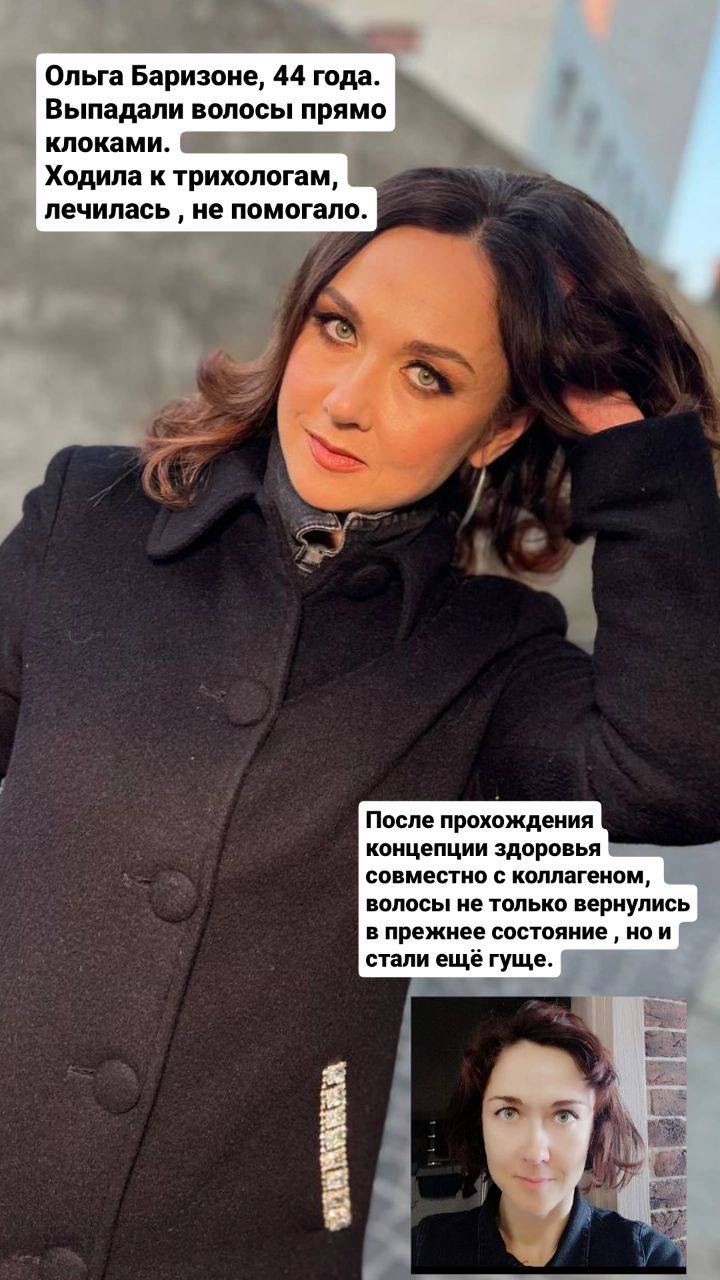 Ольга Баризоне, 44 года.
Выпадали волосы прямо
клоками.
Ходила к трихологам,
лечилась , не помогало.
После прохождения
концепции здоровья
совместно с коллагеном,
волосы не только вернулись
в прежнее состояние , но и
стали ещё гуще.